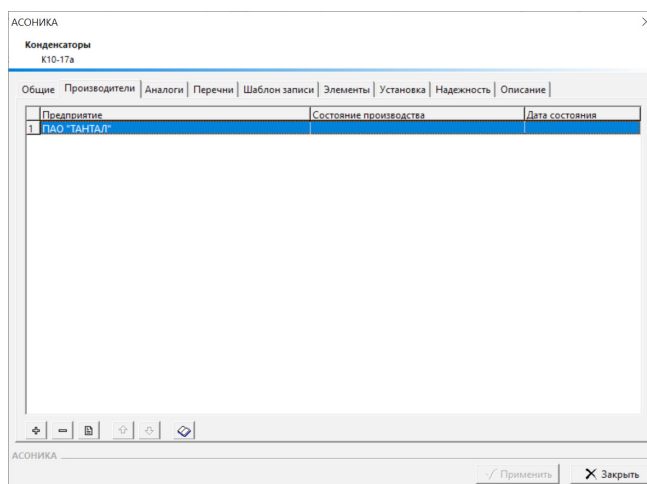 АСОНИКА
Конденсаторы
К10-17а
Общие Производители Аналоги Перечни Шаблон записи Элементы Установка Надежность Описание
Предприятие Состояние производства Дата состояния
1 ПАО "ТАНТАЛ"
АСОНИКА
Применить Закрыть